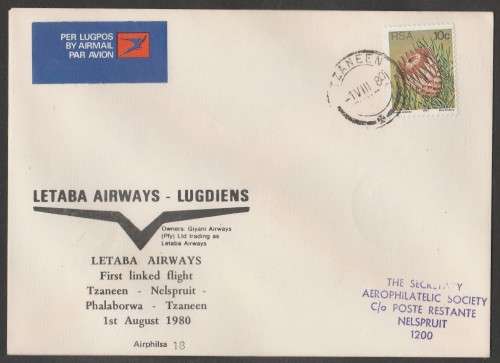 PER LUGPOS
BY AIRMAIL
PAR AVION
RSA 10c
TZANEEN
-1 VIII 80
LETABA AIRWAYS - LUGDIENS
Owners: Giyani Airways
(Pty) Ltd trading as
Letaba Airways
LETABA AIRWAYS
First linked flight
Tzaneen - Nelspruit -
Phalaborwa - Tzaneen
1st August 1980
Airphilsa 18
THE SECRETARY
AEROPHILATELIC SOCIETY
C/o POSTE RESTANTE
NELSPRUIT
1200